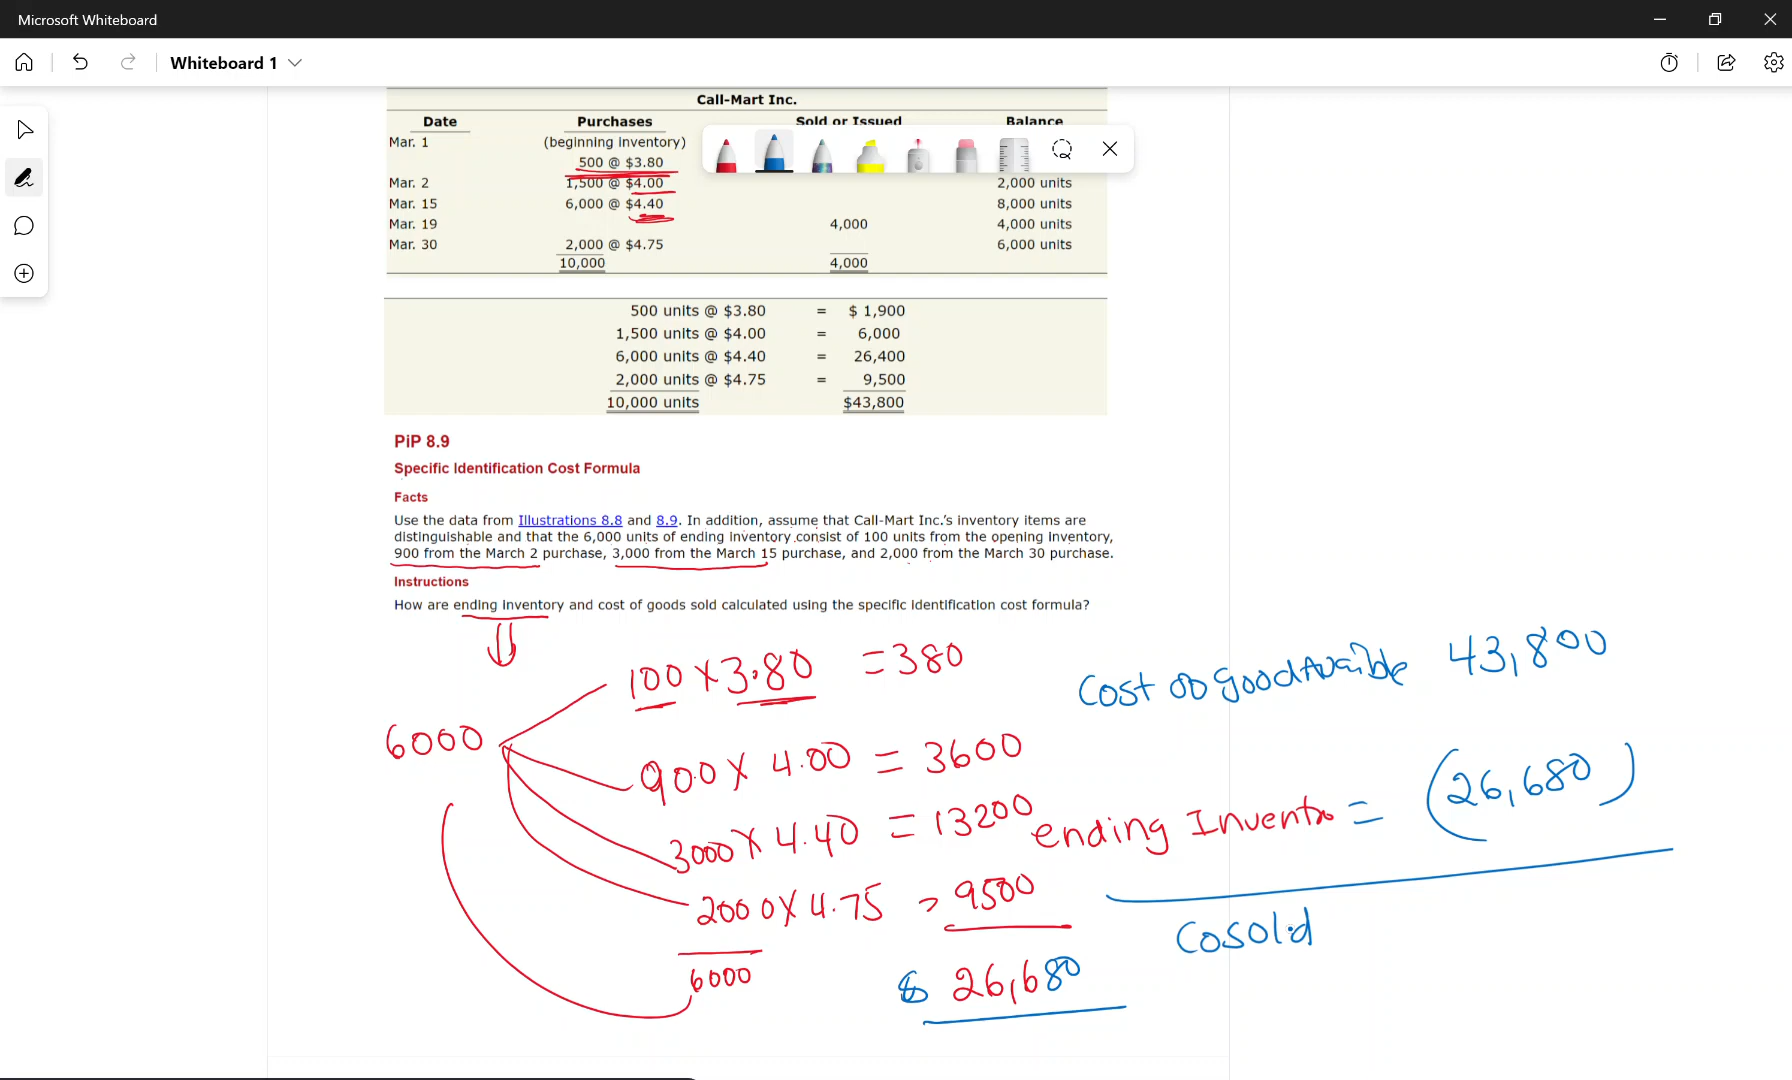 Microsoft Whiteboard
Whiteboard 1
Call-Mart Inc.
Date Purchases Sold or Issued Balance
Mar. 1 (beginning inventory)
500 @ $3.80
Mar. 2 1,500 @ $4.00 2,000 units
Mar. 15 6,000 @ $4.40 8,000 units
Mar. 19 4,000 4,000 units
Mar. 30 2,000 @ $4.75 6,000 units
10,000 4,000
500 units @ $3.80 = $ 1,900
1,500 units @ $4.00 = 6,000
6,000 units @ $4.40 = 26,400
2,000 units @ $4.75 = 9,500
10,000 units $43,800
PiP 8.9
Specific Identification Cost Formula
Facts
Use the data from Illustrations 8.8 and 8.9. In addition, assume that Call-Mart Inc.'s inventory items are
distinguishable and that the 6,000 units of ending inventory consist of 100 units from the opening inventory,
900 from the March 2 purchase, 3,000 from the March 15 purchase, and 2,000 from the March 30 purchase.
Instructions
How are ending inventory and cost of goods sold calculated using the specific identification cost formula?
100 x 3.80 = 380
Cost of good Avaible 43,800
6000
900 x 4.00 = 3600
3000 x 4.40 = 13200
ending Invent = (26,680)
2000 x 4.75 = 9500
Cosold
6000
$ 26,680